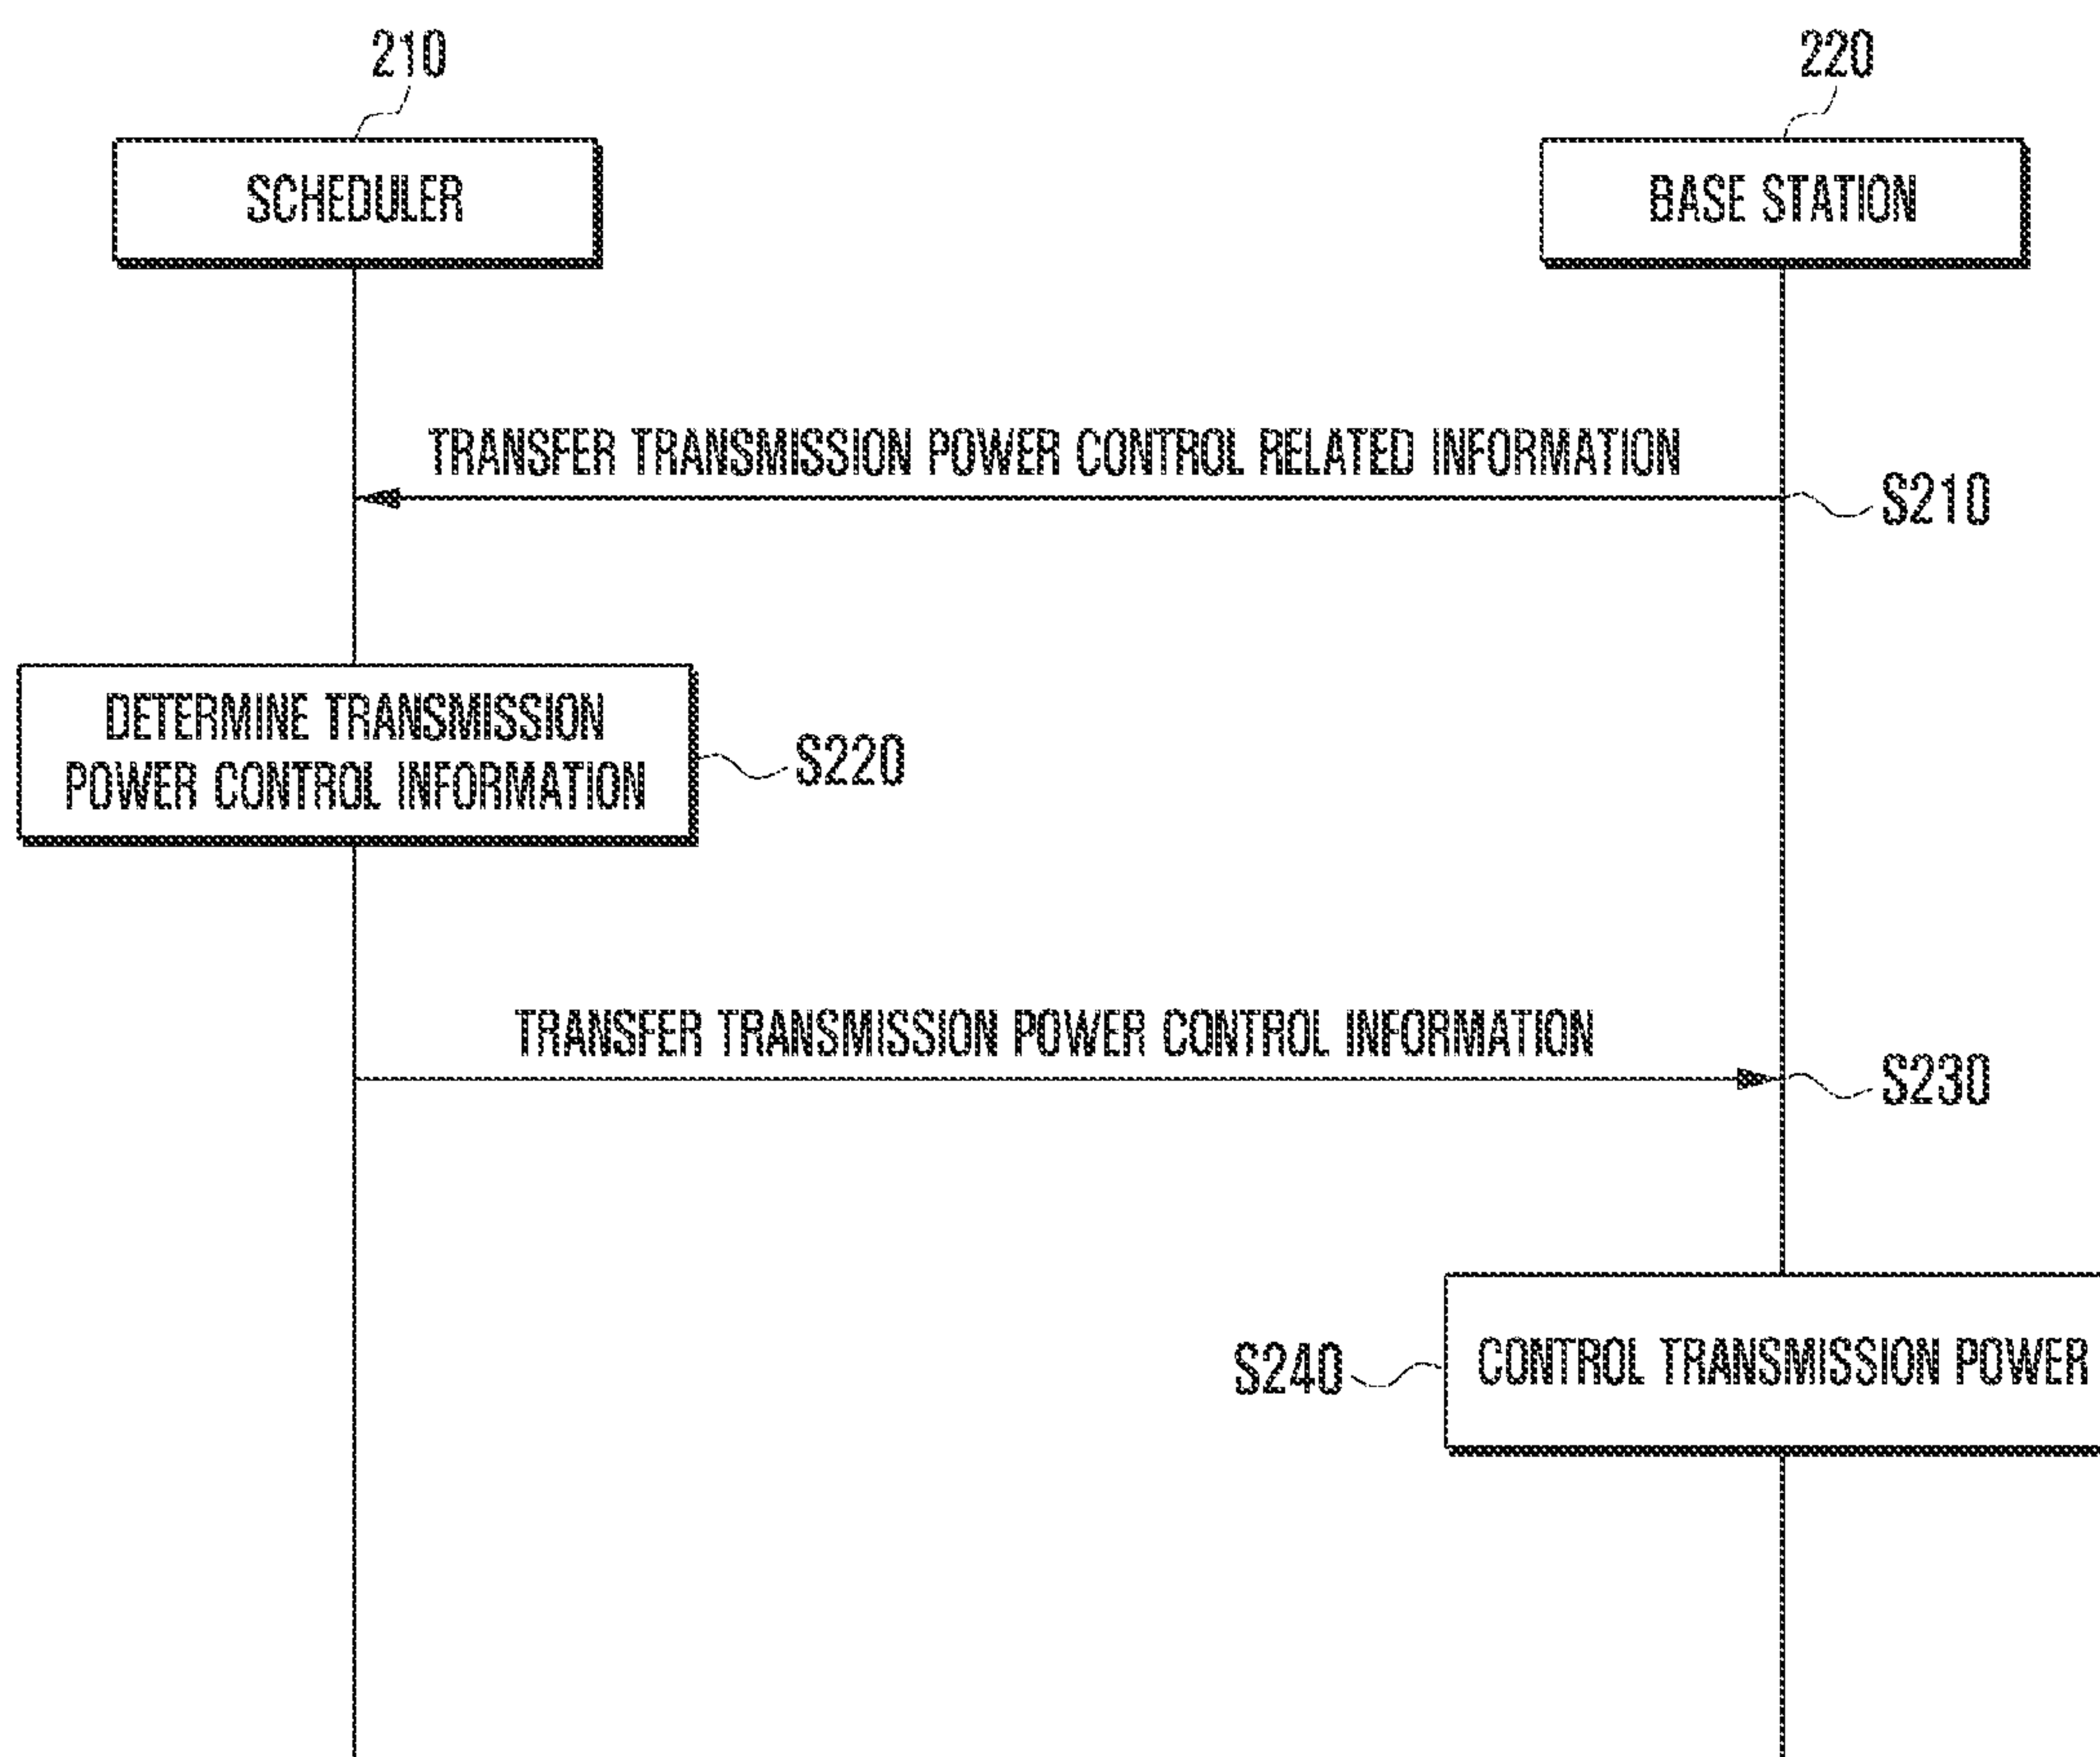 210
220
SCHEDULER
BASE STATION
TRANSFER TRANSMISSION POWER CONTROL RELATED INFORMATION
S210
DETERMINE TRANSMISSION
POWER CONTROL INFORMATION
S220
TRANSFER TRANSMISSION POWER CONTROL INFORMATION
S230
S240
CONTROL TRANSMISSION POWER